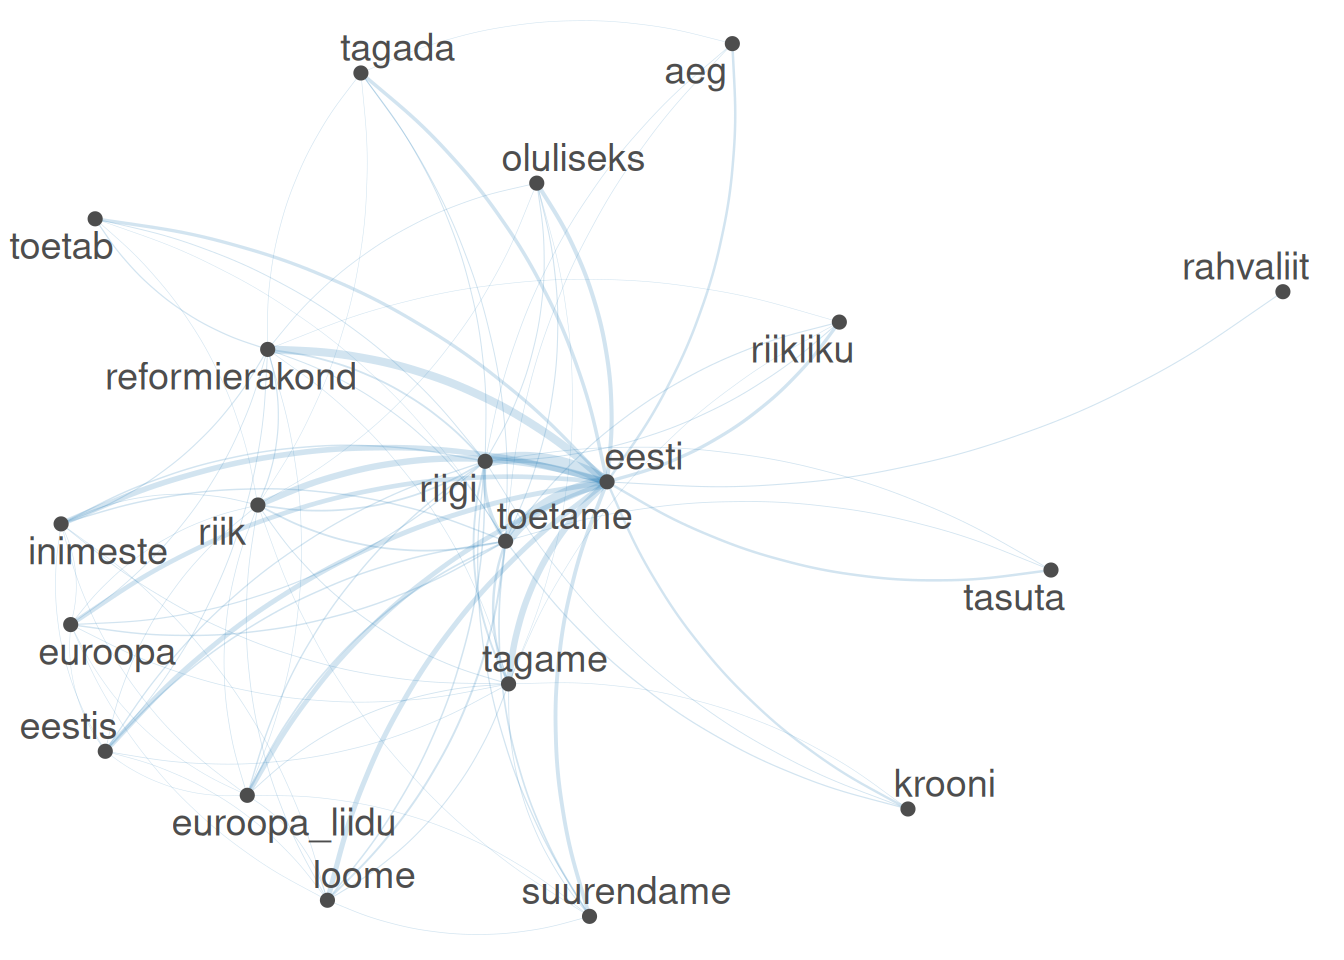 tagada
aeg
oluliseks
toetab
rahvaliit
riikliku
reformierakond
eesti
riigi
toetame
riik
inimeste
tasuta
euroopa
tagame
eestis
krooni
euroopa_liidu
loome
suurendame